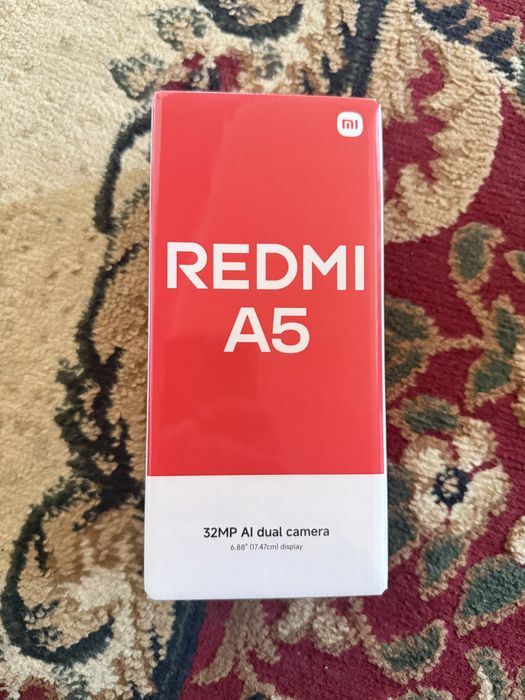 mi
REDMI
A5
32MP AI dual camera
6.88" (17.47cm) display